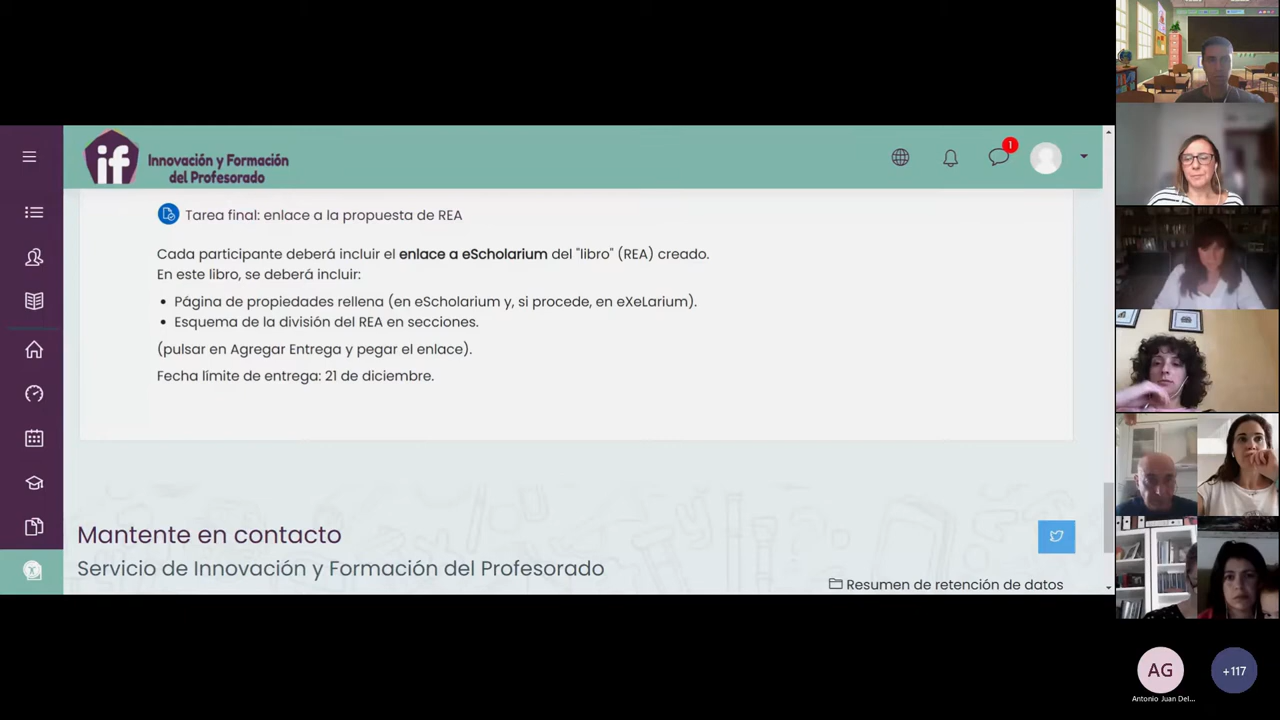 if
Innovación y Formación
del Profesorado
1
Tarea final: enlace a la propuesta de REA
Cada participante deberá incluir el enlace a eScholarium del "libro" (REA) creado.
En este libro, se deberá incluir:
Página de propiedades rellena (en eScholarium y, si procede, en eXeLarium).
Esquema de la división del REA en secciones.
(pulsar en Agregar Entrega y pegar el enlace).
Fecha límite de entrega: 21 de diciembre.
Mantente en contacto
Servicio de Innovación y Formación del Profesorado
Resumen de retención de datos
AG
+117
Antonio Juan Del...